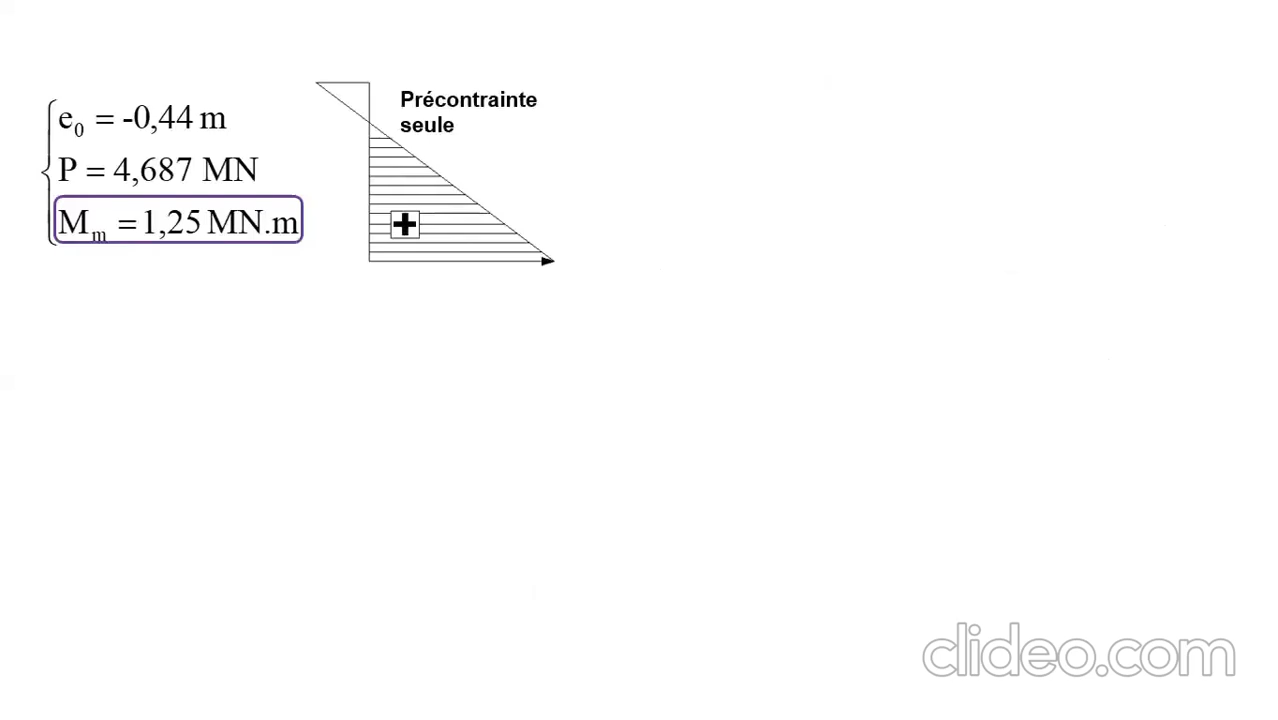 e₀ = -0,44 m
P = 4,687 MN
Mₘ = 1,25 MN.m
Précontrainte
seule
+
clideo.com